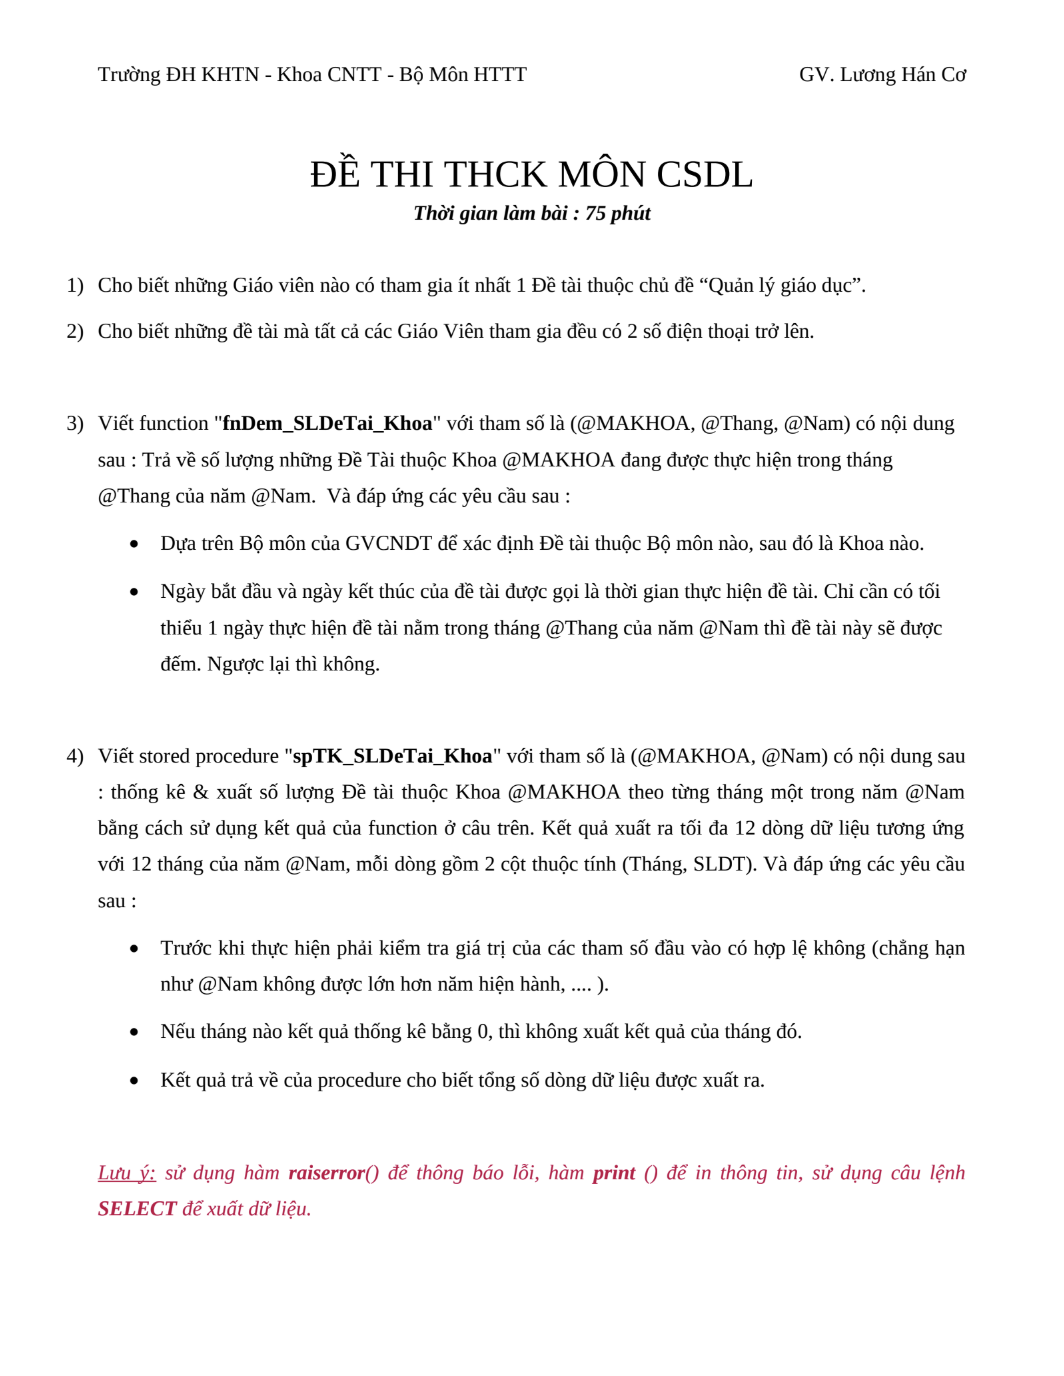 Trường ĐH KHTN - Khoa CNTT - Bộ Môn HTTT GV. Lương Hán Cơ
ĐỀ THI THCK MÔN CSDL
Thời gian làm bài : 75 phút
1) Cho biết những Giáo viên nào có tham gia ít nhất 1 Đề tài thuộc chủ đề “Quản lý giáo dục”.
2) Cho biết những đề tài mà tất cả các Giáo Viên tham gia đều có 2 số điện thoại trở lên.
3) Viết function "fnDem_SLDeTai_Khoa" với tham số là (@MAKHOA, @Thang, @Nam) có nội dung
sau : Trả về số lượng những Đề Tài thuộc Khoa @MAKHOA đang được thực hiện trong tháng
@Thang của năm @Nam. Và đáp ứng các yêu cầu sau :
• Dựa trên Bộ môn của GVCNDT để xác định Đề tài thuộc Bộ môn nào, sau đó là Khoa nào.
• Ngày bắt đầu và ngày kết thúc của đề tài được gọi là thời gian thực hiện đề tài. Chỉ cần có tối
thiểu 1 ngày thực hiện đề tài nằm trong tháng @Thang của năm @Nam thì đề tài này sẽ được
đếm. Ngược lại thì không.
4) Viết stored procedure "spTK_SLDeTai_Khoa" với tham số là (@MAKHOA, @Nam) có nội dung sau
: thống kê & xuất số lượng Đề tài thuộc Khoa @MAKHOA theo từng tháng một trong năm @Nam
bằng cách sử dụng kết quả của function ở câu trên. Kết quả xuất ra tối đa 12 dòng dữ liệu tương ứng
với 12 tháng của năm @Nam, mỗi dòng gồm 2 cột thuộc tính (Tháng, SLDT). Và đáp ứng các yêu cầu
sau :
• Trước khi thực hiện phải kiểm tra giá trị của các tham số đầu vào có hợp lệ không (chẳng hạn
như @Nam không được lớn hơn năm hiện hành, .... ).
• Nếu tháng nào kết quả thống kê bằng 0, thì không xuất kết quả của tháng đó.
• Kết quả trả về của procedure cho biết tổng số dòng dữ liệu được xuất ra.
Lưu ý: sử dụng hàm raiserror() để thông báo lỗi, hàm print () để in thông tin, sử dụng câu lệnh
SELECT để xuất dữ liệu.